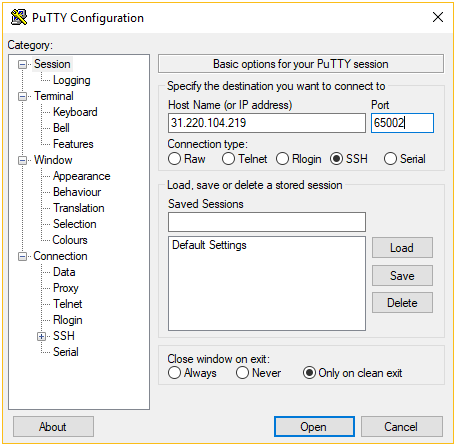 PuTTY Configuration
Category:
Session
Logging
Terminal
Keyboard
Bell
Features
Window
Appearance
Behaviour
Translation
Selection
Colours
Connection
Data
Proxy
Telnet
Rlogin
SSH
Serial
Basic options for your PuTTY session
Specify the destination you want to connect to
Host Name (or IP address) Port
31.220.104.219 65002
Connection type:
Raw Telnet Rlogin SSH Serial
Load, save or delete a stored session
Saved Sessions
Default Settings
Load
Save
Delete
Close window on exit:
Always Never Only on clean exit
About Open Cancel